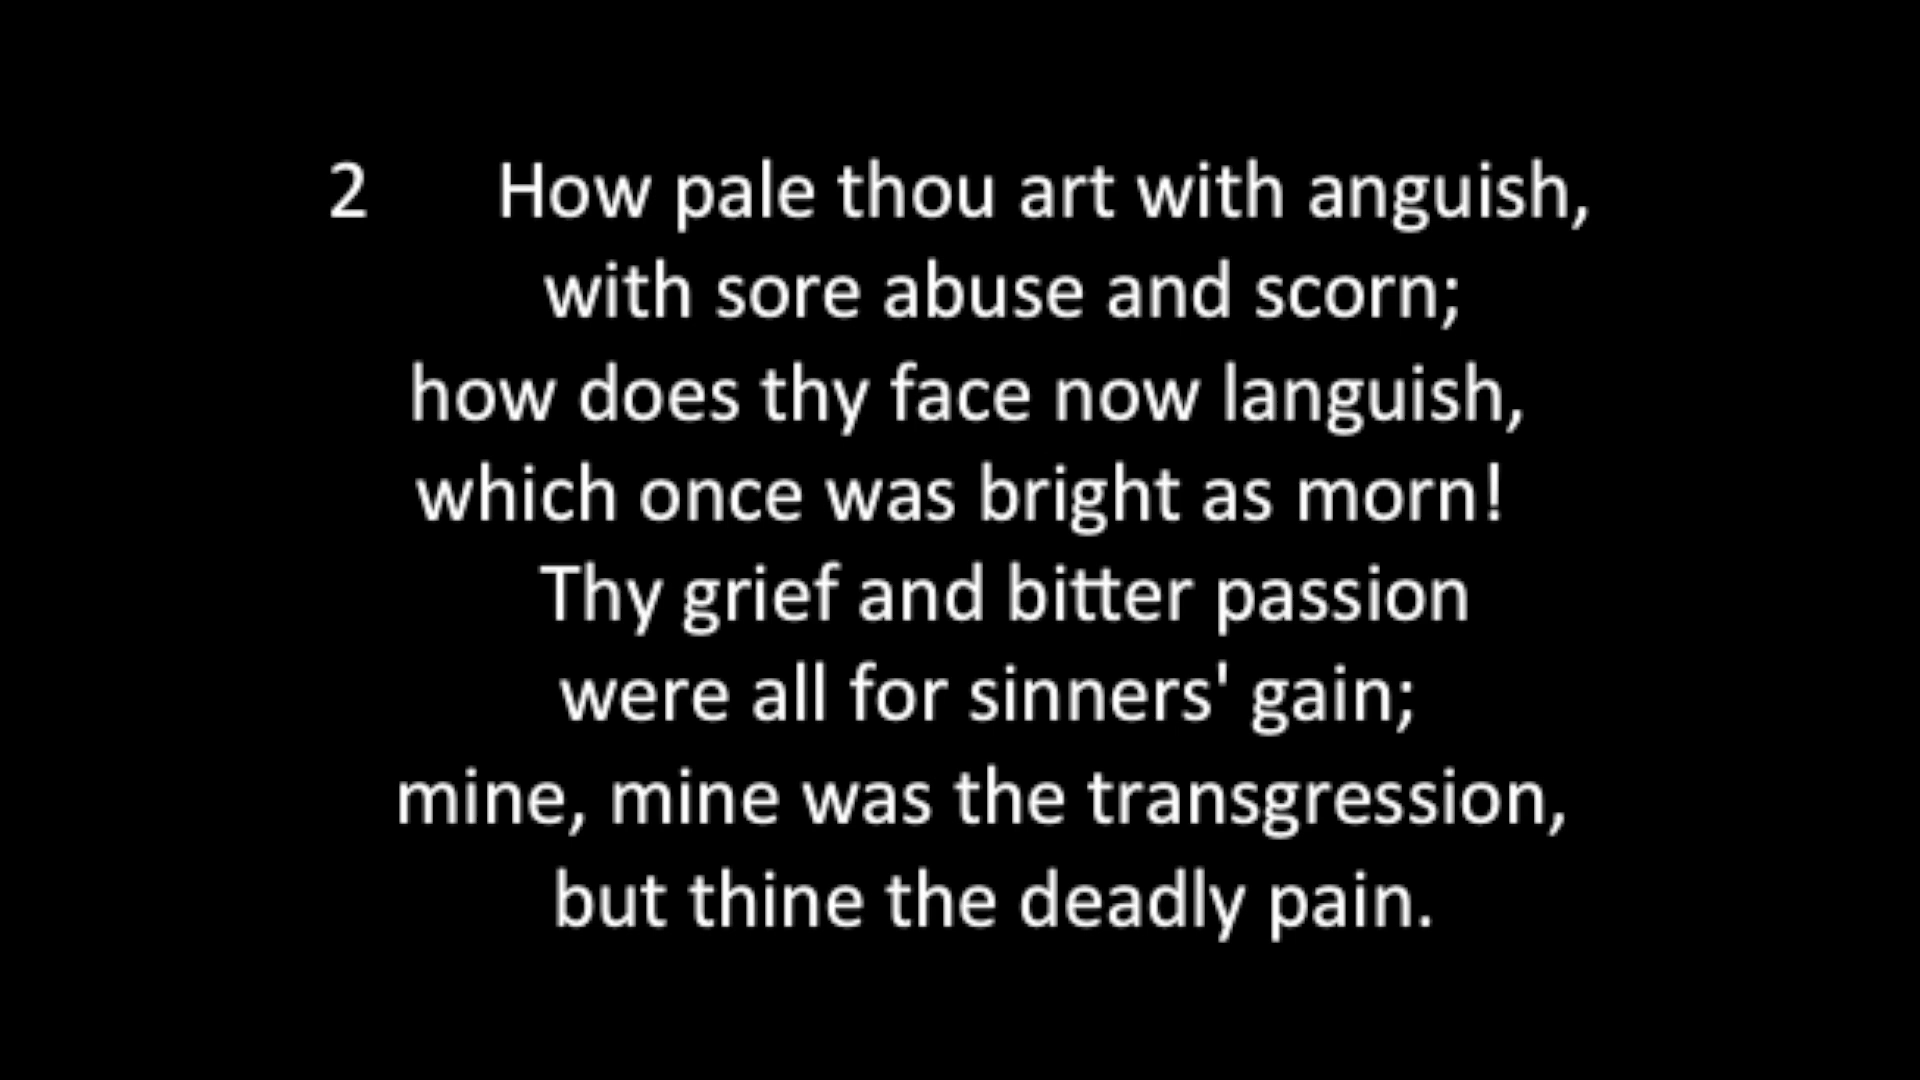 2 How pale thou art with anguish,
with sore abuse and scorn;
how does thy face now languish,
which once was bright as morn!
Thy grief and bitter passion
were all for sinners' gain;
mine, mine was the transgression,
but thine the deadly pain.